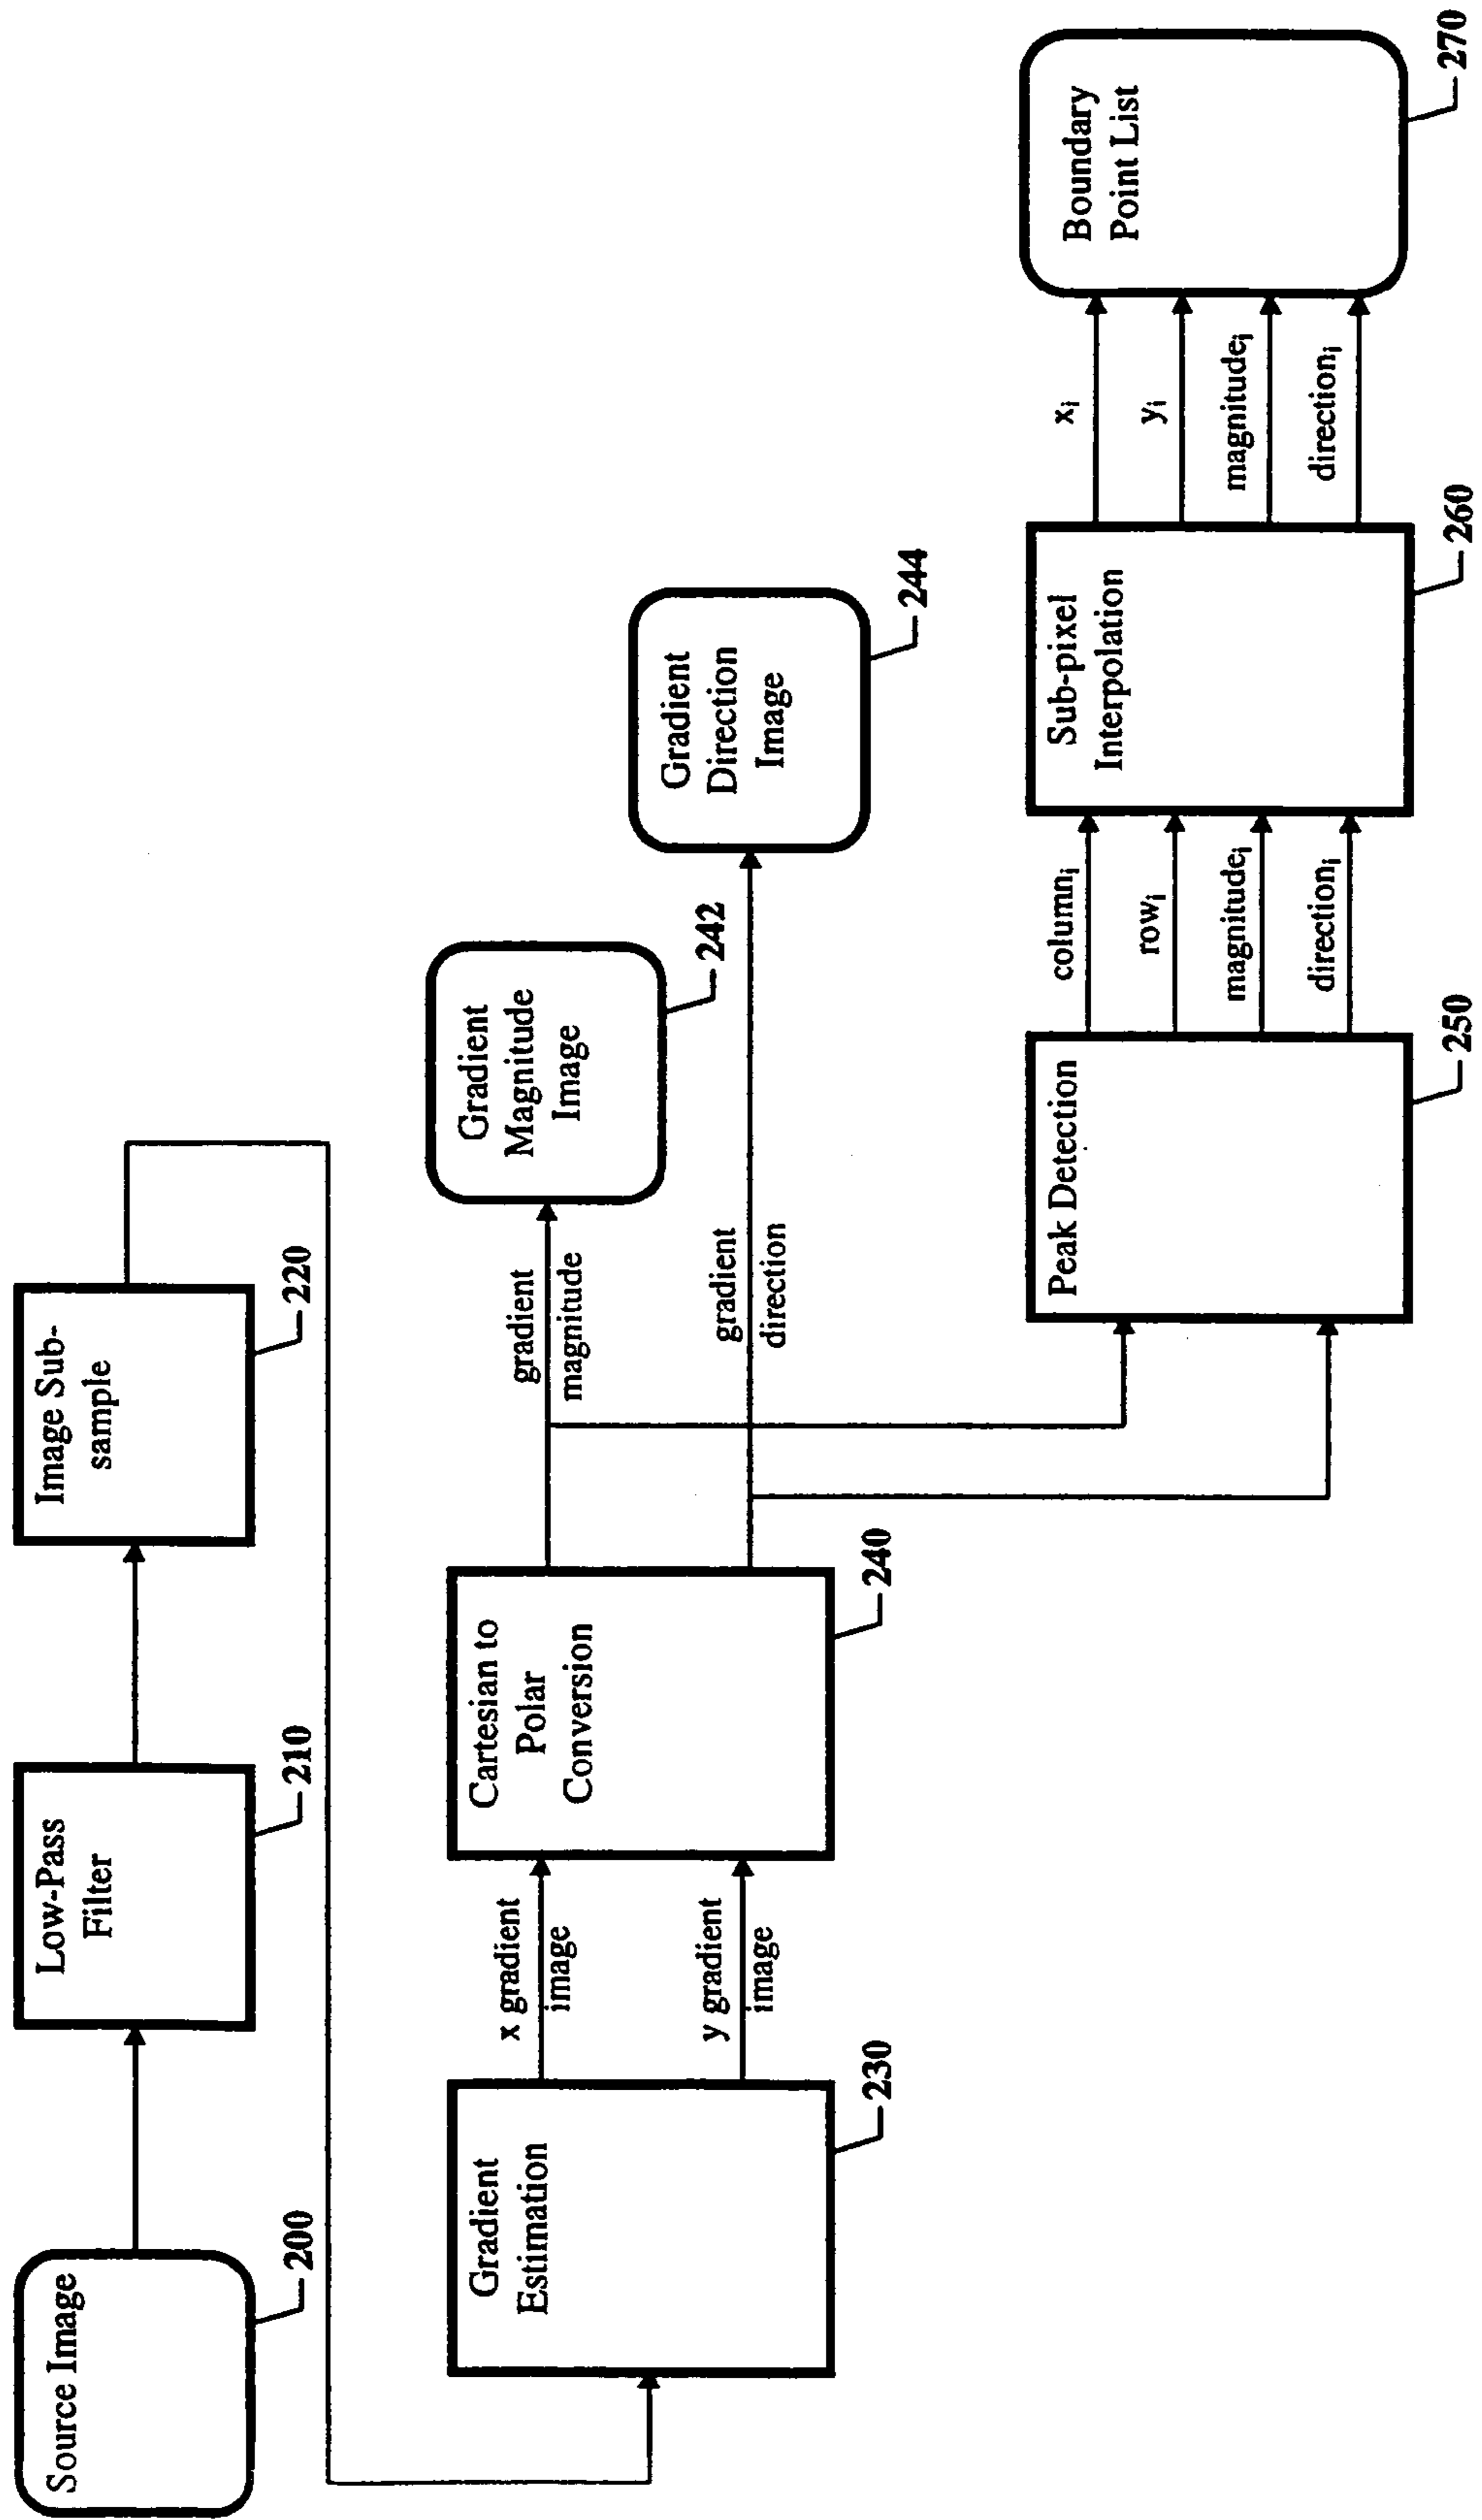 Source Image
200
Low-Pass
Filter
210
Image Sub-
sample
220
Gradient
Estimation
230
x gradient
image
y gradient
image
Cartesian to
Polar
Conversion
240
gradient
magnitude
gradient
direction
Gradient
Magnitude
Image
242
Gradient
Direction
Image
244
Peak Detection
250
columnᵢ
rowᵢ
magnitudeᵢ
directionᵢ
Sub-pixel
Interpolation
260
xᵢ
yᵢ
magnitudeᵢ
directionᵢ
Boundary
Point List
270